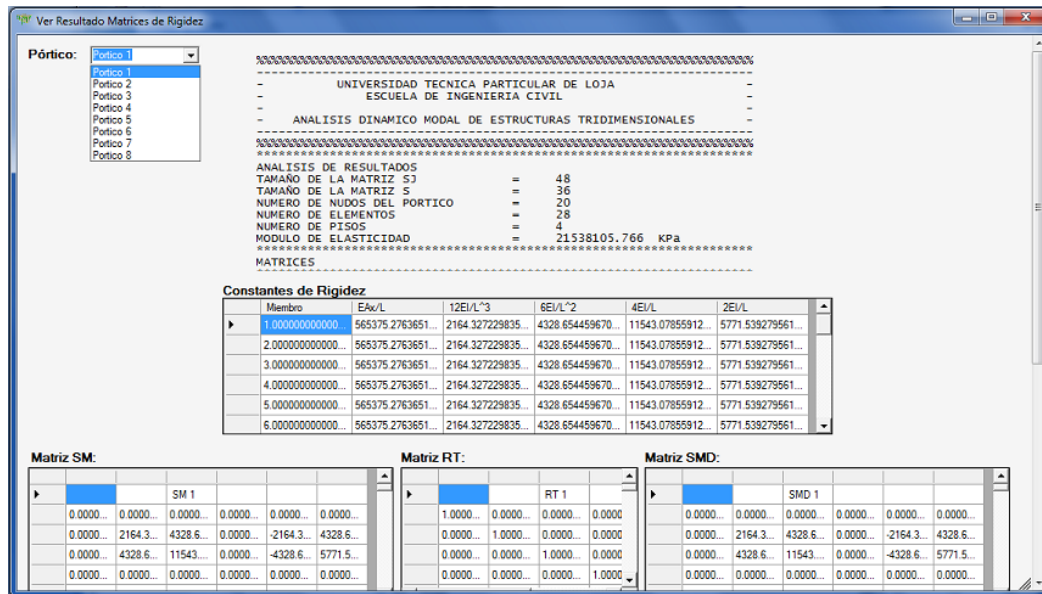 Ver Resultado Matrices de Rigidez
Pórtico: Portico 1
Portico 1
Portico 2
Portico 3
Portico 4
Portico 5
Portico 6
Portico 7
Portico 8
- UNIVERSIDAD TECNICA PARTICULAR DE LOJA -
- ESCUELA DE INGENIERIA CIVIL -
- ANALISIS DINAMICO MODAL DE ESTRUCTURAS TRIDIMENSIONALES -
ANALISIS DE RESULTADOS
TAMAÑO DE LA MATRIZ SJ = 48
TAMAÑO DE LA MATRIZ S = 36
NUMERO DE NUDOS DEL PORTICO = 20
NUMERO DE ELEMENTOS = 28
NUMERO DE PISOS = 4
MODULO DE ELASTICIDAD = 21538105.766 KPa
MATRICES
Constantes de Rigidez
Miembro EAx/L 12EI/L^3 6EI/L^2 4EI/L 2EI/L
1.000000000000... 565375.2763651... 2164.327229835... 4328.654459670... 11543.07855912... 5771.539279561...
2.000000000000... 565375.2763651... 2164.327229835... 4328.654459670... 11543.07855912... 5771.539279561...
3.000000000000... 565375.2763651... 2164.327229835... 4328.654459670... 11543.07855912... 5771.539279561...
4.000000000000... 565375.2763651... 2164.327229835... 4328.654459670... 11543.07855912... 5771.539279561...
5.000000000000... 565375.2763651... 2164.327229835... 4328.654459670... 11543.07855912... 5771.539279561...
6.000000000000... 565375.2763651... 2164.327229835... 4328.654459670... 11543.07855912... 5771.539279561...
Matriz SM:
SM 1
0.0000... 0.0000... 0.0000... 0.0000... 0.0000... 0.0000...
0.0000... 2164.3... 4328.6... 0.0000... -2164.3... 4328.6...
0.0000... 4328.6... 11543.... 0.0000... -4328.6... 5771.5...
0.0000... 0.0000... 0.0000... 0.0000... 0.0000... 0.0000...
Matriz RT:
RT 1
1.0000... 0.0000... 0.0000... 0.0000
0.0000... 1.0000... 0.0000... 0.0000
0.0000... 0.0000... 1.0000... 0.0000
0.0000... 0.0000... 0.0000... 1.0000
Matriz SMD:
SMD 1
0.0000... 0.0000... 0.0000... 0.0000... 0.0000... 0.0000...
0.0000... 2164.3... 4328.6... 0.0000... -2164.3... 4328.6...
0.0000... 4328.6... 11543.... 0.0000... -4328.6... 5771.5...
0.0000... 0.0000... 0.0000... 0.0000... 0.0000... 0.0000...